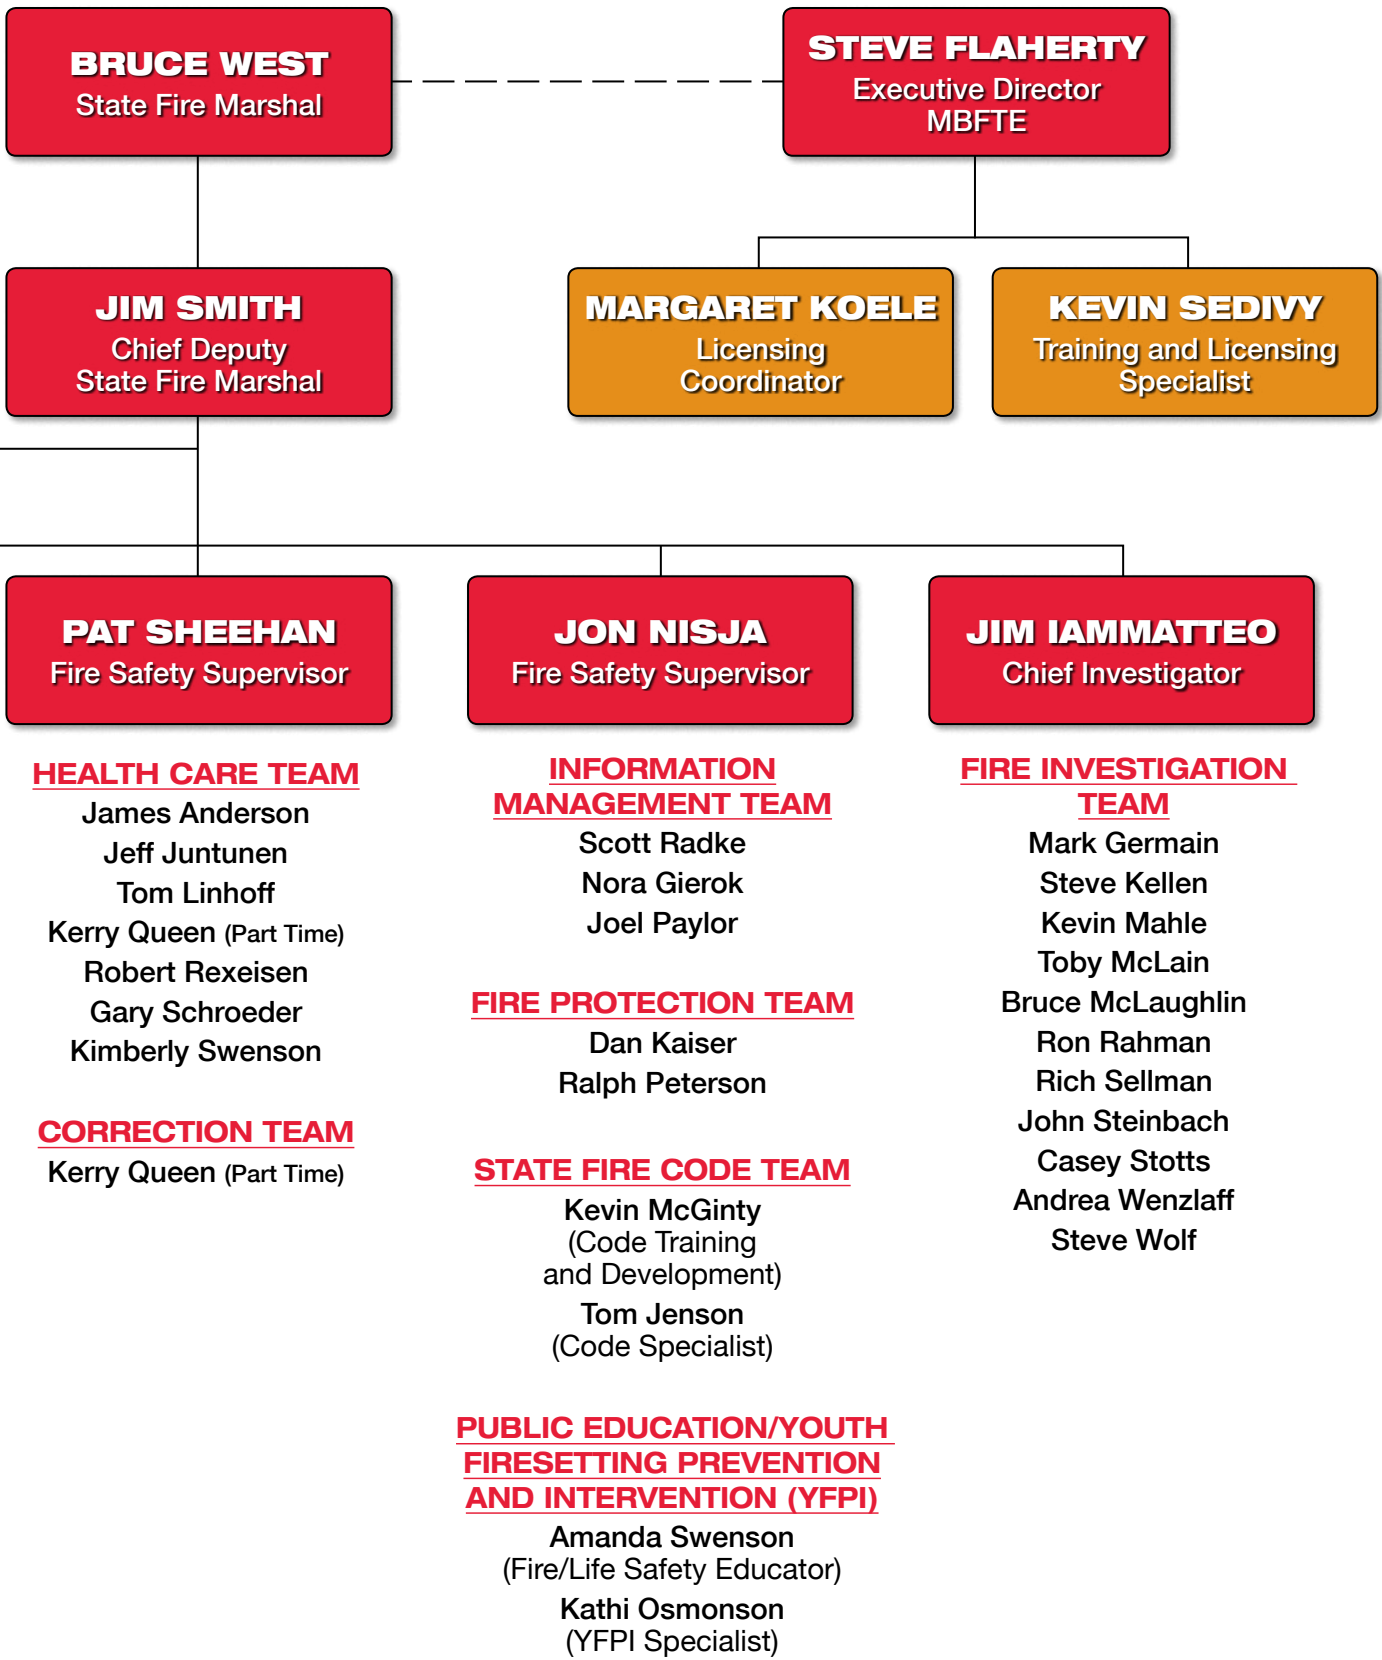 BRUCE WEST
State Fire Marshal
STEVE FLAHERTY
Executive Director
MBFTE
JIM SMITH
Chief Deputy
State Fire Marshal
MARGARET KOELE
Licensing
Coordinator
KEVIN SEDIVY
Training and Licensing
Specialist
PAT SHEEHAN
Fire Safety Supervisor
JON NISJA
Fire Safety Supervisor
JIM IAMMATTEO
Chief Investigator
HEALTH CARE TEAM
James Anderson
Jeff Juntunen
Tom Linhoff
Kerry Queen (Part Time)
Robert Rexeisen
Gary Schroeder
Kimberly Swenson
CORRECTION TEAM
Kerry Queen (Part Time)
INFORMATION
MANAGEMENT TEAM
Scott Radke
Nora Gierok
Joel Paylor
FIRE PROTECTION TEAM
Dan Kaiser
Ralph Peterson
STATE FIRE CODE TEAM
Kevin McGinty
(Code Training
and Development)
Tom Jenson
(Code Specialist)
PUBLIC EDUCATION/YOUTH
FIRESETTING PREVENTION
AND INTERVENTION (YFPI)
Amanda Swenson
(Fire/Life Safety Educator)
Kathi Osmonson
(YFPI Specialist)
FIRE INVESTIGATION
TEAM
Mark Germain
Steve Kellen
Kevin Mahle
Toby McLain
Bruce McLaughlin
Ron Rahman
Rich Sellman
John Steinbach
Casey Stotts
Andrea Wenzlaff
Steve Wolf